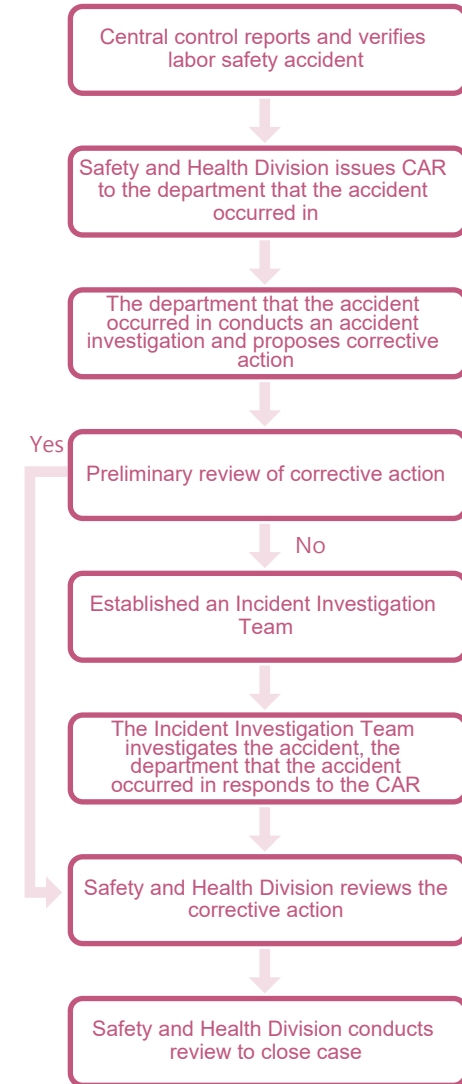 Central control reports and verifies
labor safety accident
Safety and Health Division issues CAR
to the department that the accident
occurred in
The department that the accident
occurred in conducts an accident
investigation and proposes corrective
action
Yes
Preliminary review of corrective action
No
Established an Incident Investigation
Team
The Incident Investigation Team
investigates the accident, the
department that the accident
occurred in responds to the CAR
Safety and Health Division reviews the
corrective action
Safety and Health Division conducts
review to close case